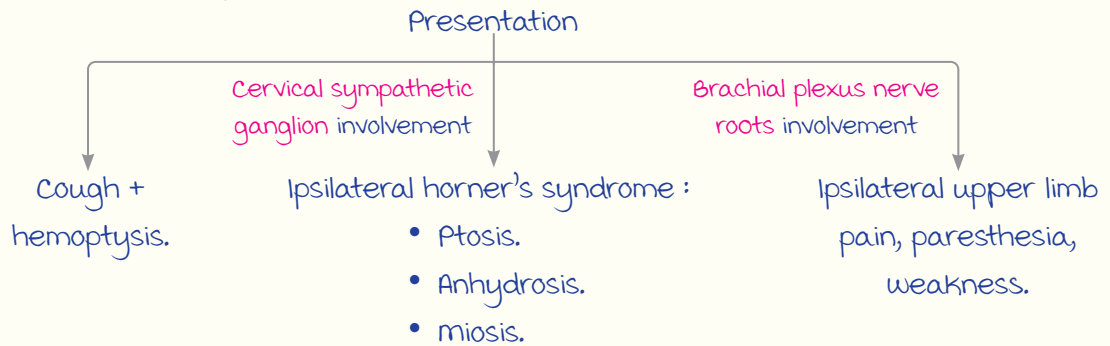 Presentation
Cervical sympathetic
ganglion involvement
Brachial plexus nerve
roots involvement
Cough +
hemoptysis.
Ipsilateral horner's syndrome :
• Ptosis.
• Anhydrosis.
• miosis.
Ipsilateral upper limb
pain, paresthesia,
weakness.